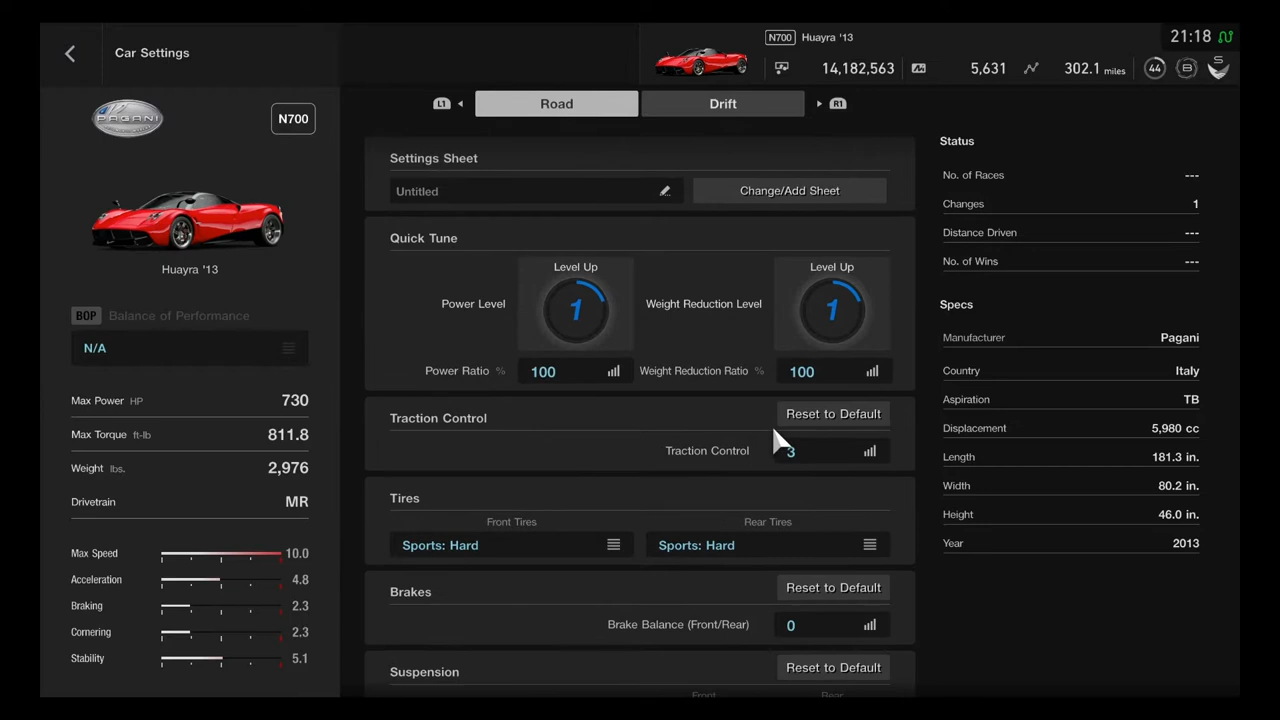 Car Settings
N700 Huayra '13
21:18
14,182,563 5,631 302.1 miles 44 B S
PAGANI
N700
Huayra '13
BOP Balance of Performance
N/A
Max Power HP 730
Max Torque ft-lb 811.8
Weight lbs. 2,976
Drivetrain MR
Max Speed 10.0
Acceleration 4.8
Braking 2.3
Cornering 2.3
Stability 5.1
L1 Road Drift R1
Settings Sheet
Untitled Change/Add Sheet
Quick Tune
Level Up Level Up
Power Level 1 Weight Reduction Level 1
Power Ratio % 100 Weight Reduction Ratio % 100
Traction Control Reset to Default
Traction Control 3
Tires
Front Tires Rear Tires
Sports: Hard Sports: Hard
Brakes Reset to Default
Brake Balance (Front/Rear) 0
Suspension Reset to Default
Front Rear
Status
No. of Races ---
Changes 1
Distance Driven ---
No. of Wins ---
Specs
Manufacturer Pagani
Country Italy
Aspiration TB
Displacement 5,980 cc
Length 181.3 in.
Width 80.2 in.
Height 46.0 in.
Year 2013